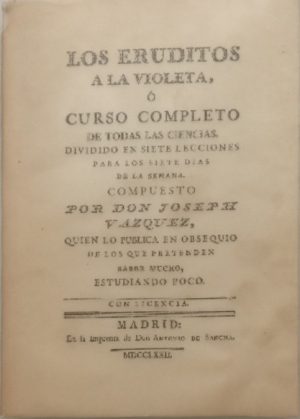 LOS ERUDITOS
A LA VIOLETA,
Ó
CURSO COMPLETO
DE TODAS LAS CIENCIAS.
DIVIDIDO EN SIETE LECCIONES
PARA LOS SIETE DIAS
DE LA SEMANA.
COMPUESTO
POR DON JOSEPH
VAZQUEZ,
QUIEN LO PUBLICA EN OBSEQUIO
DE LOS QUE PRETENDEN
SABER MUCHO,
ESTUDIANDO POCO.
CON LICENCIA.
MADRID:
En la Imprenta de Don ANTONIO DE SANCHA.
MDCCLXXII.